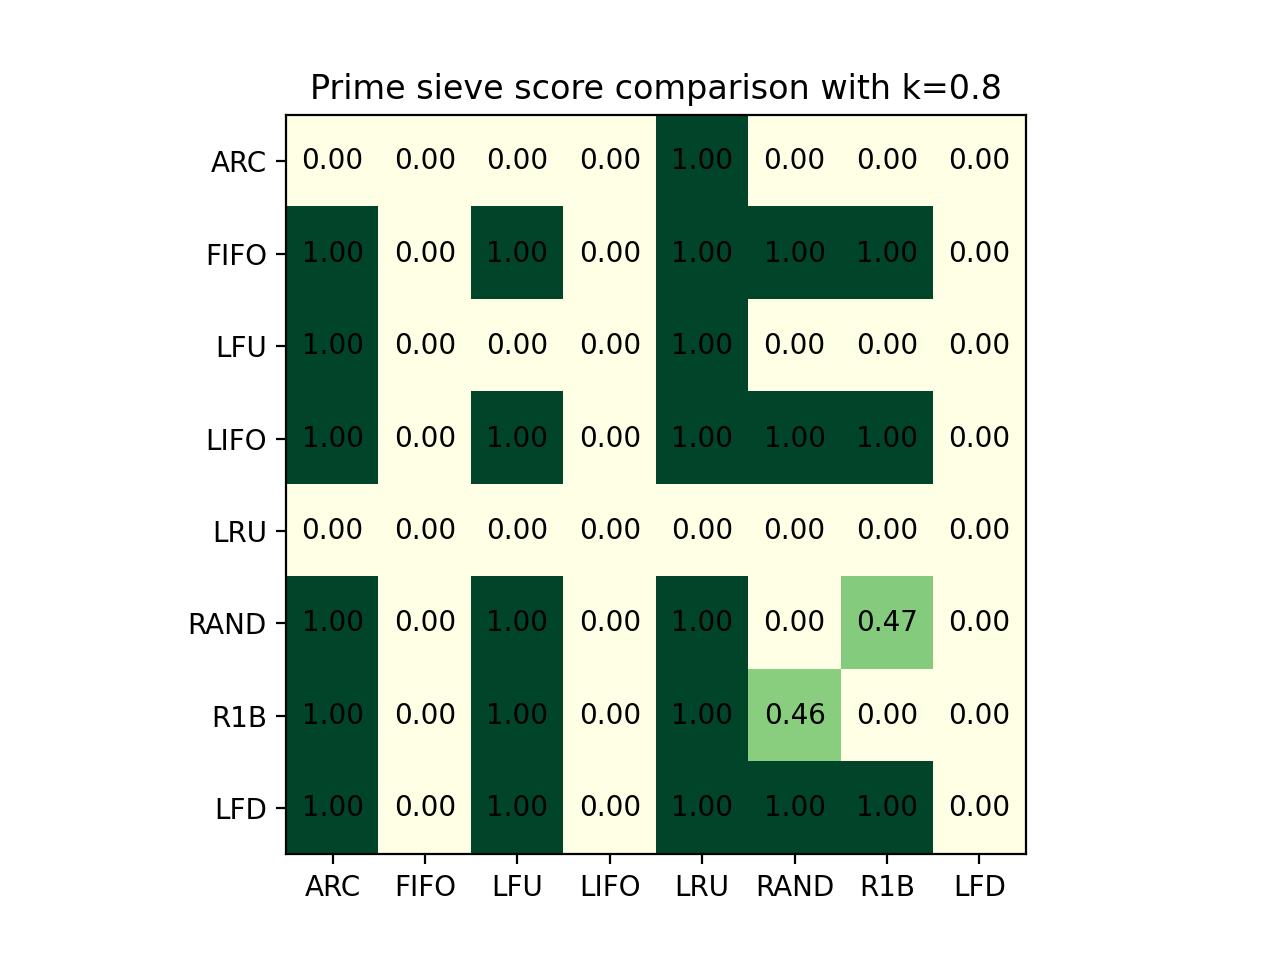 Prime sieve score comparison with k=0.8
ARC 0.00 0.00 0.00 0.00 1.00 0.00 0.00 0.00
FIFO 1.00 0.00 1.00 0.00 1.00 1.00 1.00 0.00
LFU 1.00 0.00 0.00 0.00 1.00 0.00 0.00 0.00
LIFO 1.00 0.00 1.00 0.00 1.00 1.00 1.00 0.00
LRU 0.00 0.00 0.00 0.00 0.00 0.00 0.00 0.00
RAND 1.00 0.00 1.00 0.00 1.00 0.00 0.47 0.00
R1B 1.00 0.00 1.00 0.00 1.00 0.46 0.00 0.00
LFD 1.00 0.00 1.00 0.00 1.00 1.00 1.00 0.00
ARC FIFO LFU LIFO LRU RAND R1B LFD